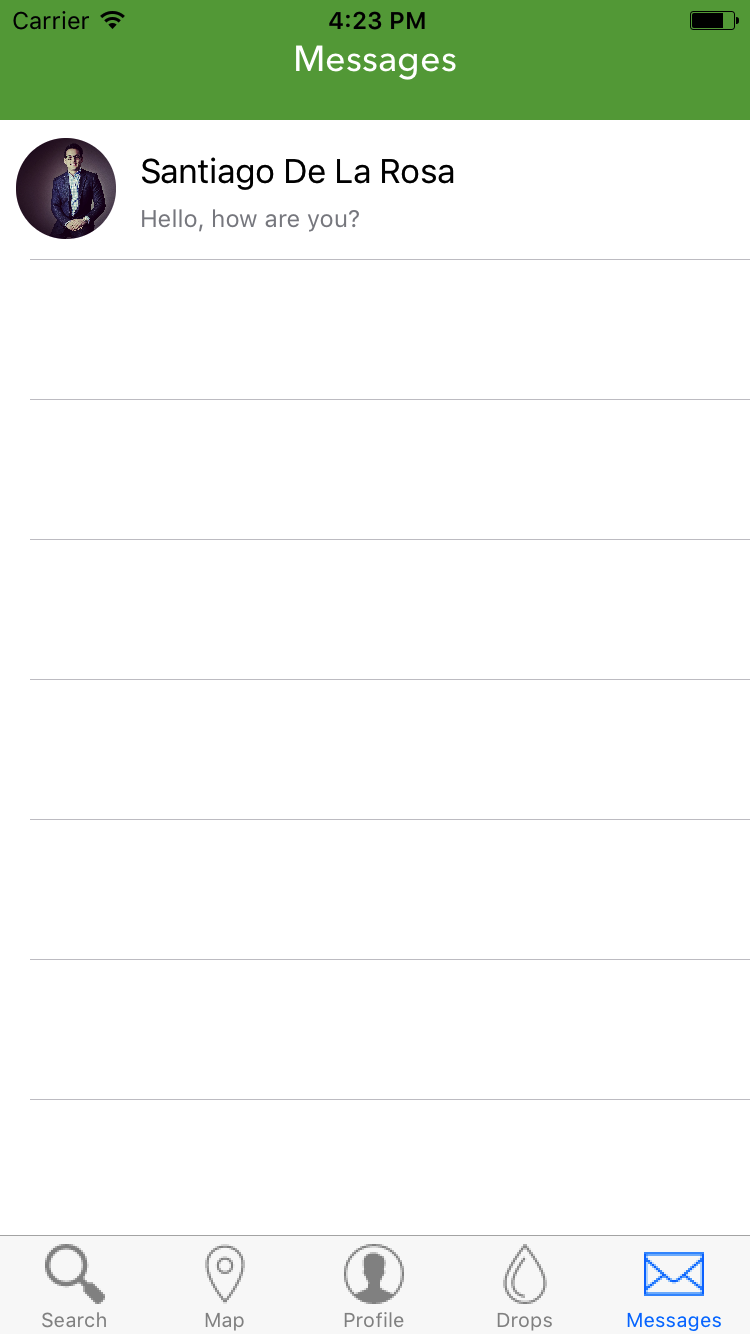 Carrier 4:23 PM
Messages
Santiago De La Rosa
Hello, how are you?
Search Map Profile Drops Messages